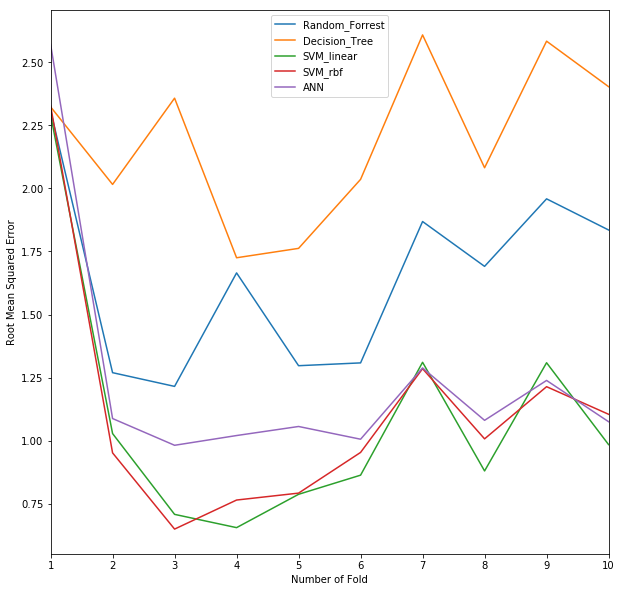 Random_Forrest
Decision_Tree
SVM_linear
SVM_rbf
ANN
2.50
2.25
2.00
1.75
1.50
1.25
1.00
0.75
Root Mean Squared Error
1 2 3 4 5 6 7 8 9 10
Number of Fold